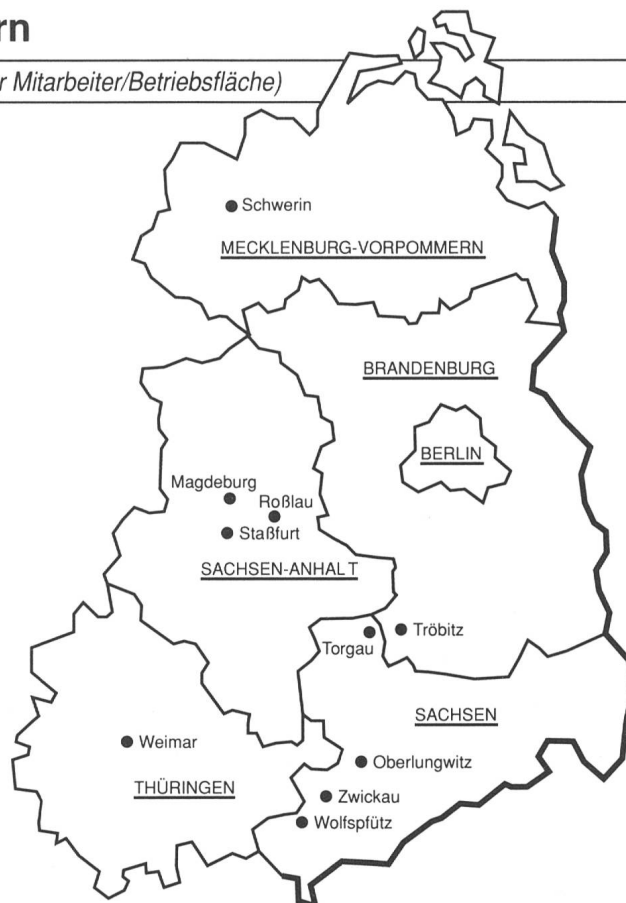 rn
r Mitarbeiter/Betriebsfläche)
Schwerin
MECKLENBURG-VORPOMMERN
BRANDENBURG
BERLIN
Magdeburg
Roßlau
Staßfurt
SACHSEN-ANHALT
Torgau
Tröbitz
SACHSEN
Weimar
Oberlungwitz
THÜRINGEN
Zwickau
Wolfspfütz